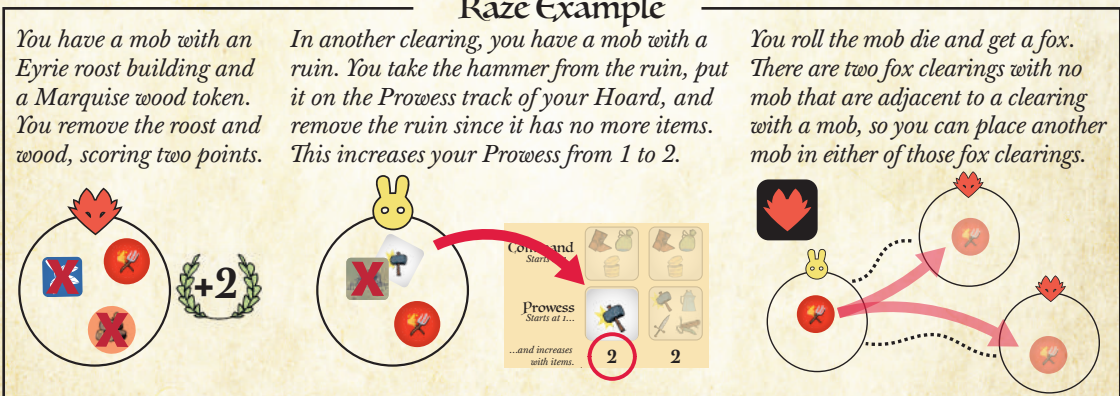 Raze Example
You have a mob with an
Eyrie roost building and
a Marquise wood token.
You remove the roost and
wood, scoring two points.
+2
In another clearing, you have a mob with a
ruin. You take the hammer from the ruin, put
it on the Prowess track of your Hoard, and
remove the ruin since it has no more items.
This increases your Prowess from 1 to 2.
Command
Prowess
Starts at 1...
...and increases
with items.
2 2
You roll the mob die and get a fox.
There are two fox clearings with no
mob that are adjacent to a clearing
with a mob, so you can place another
mob in either of those fox clearings.